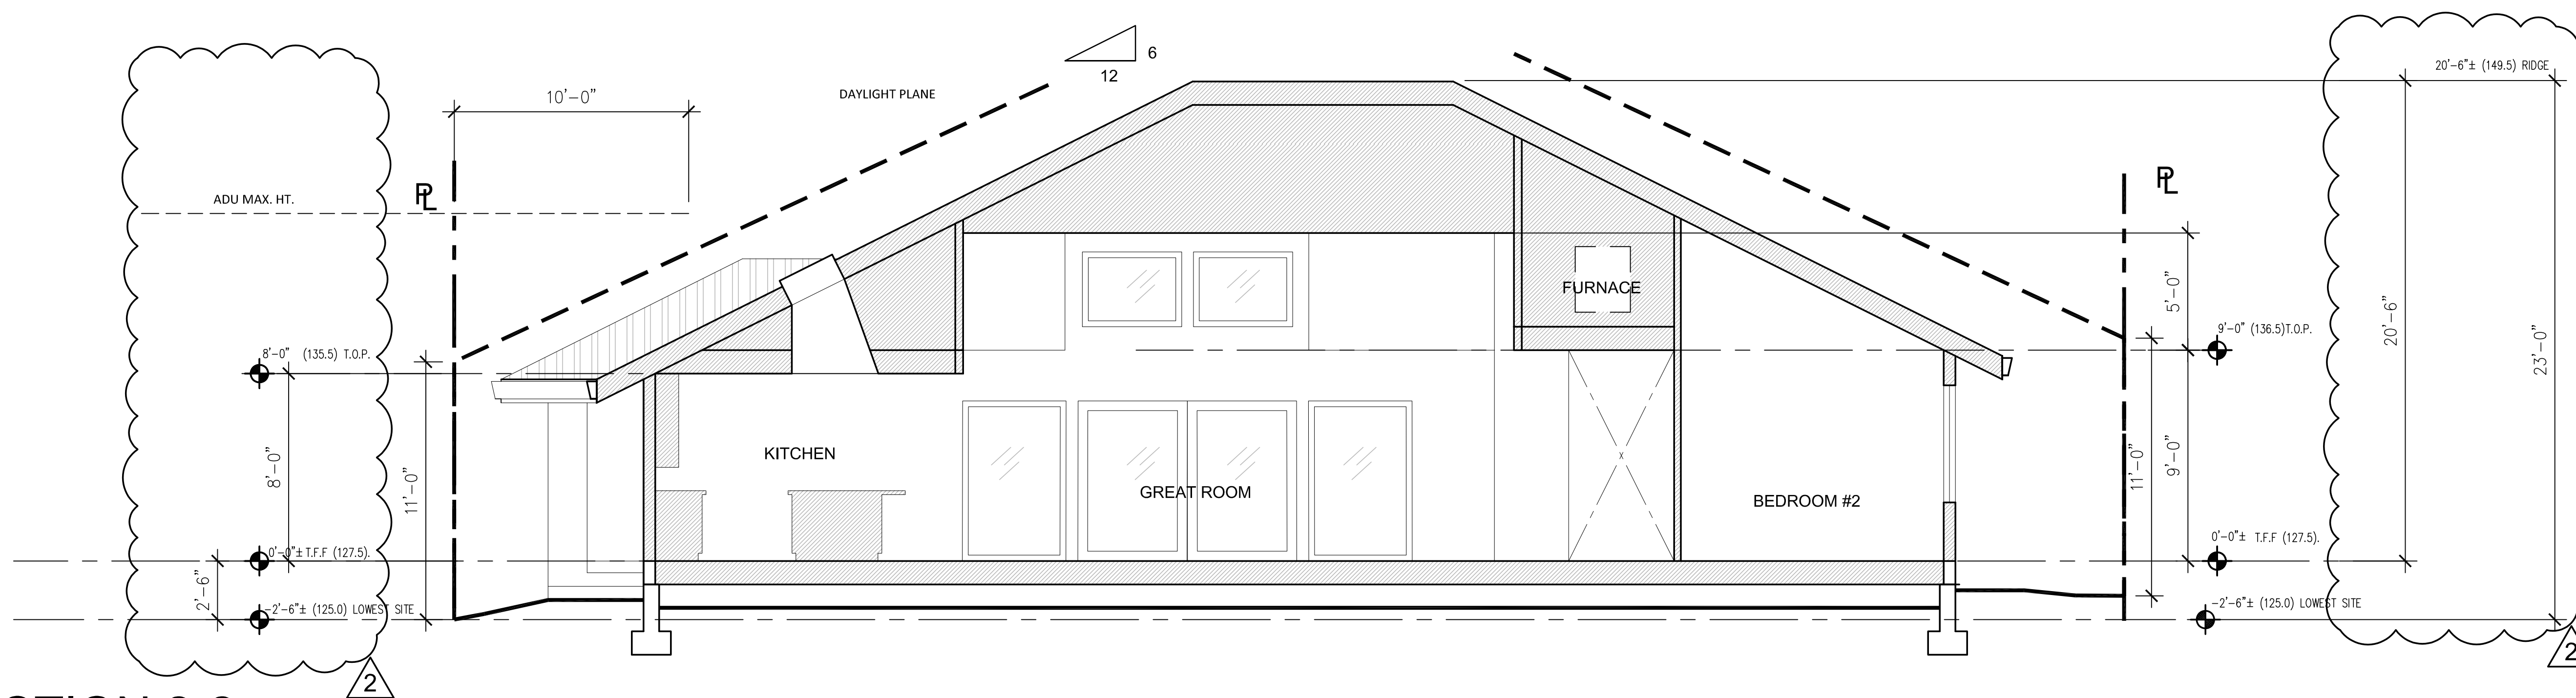 6
12
20'-6"± (149.5) RIDGE
DAYLIGHT PLANE
10'-0"
ADU MAX. HT.
PL
PL
FURNACE
5'-0"
20'-6"
23'-0"
9'-0" (136.5)T.O.P.
8'-0" (135.5) T.O.P.
KITCHEN
GREAT ROOM
BEDROOM #2
8'-0"
11'-0"
11'-0"
9'-0"
0'-0"± T.F.F (127.5).
0'-0"± T.F.F (127.5).
2'-6"
-2'-6"± (125.0) LOWEST SITE
-2'-6"± (125.0) LOWEST SITE
X
2
2